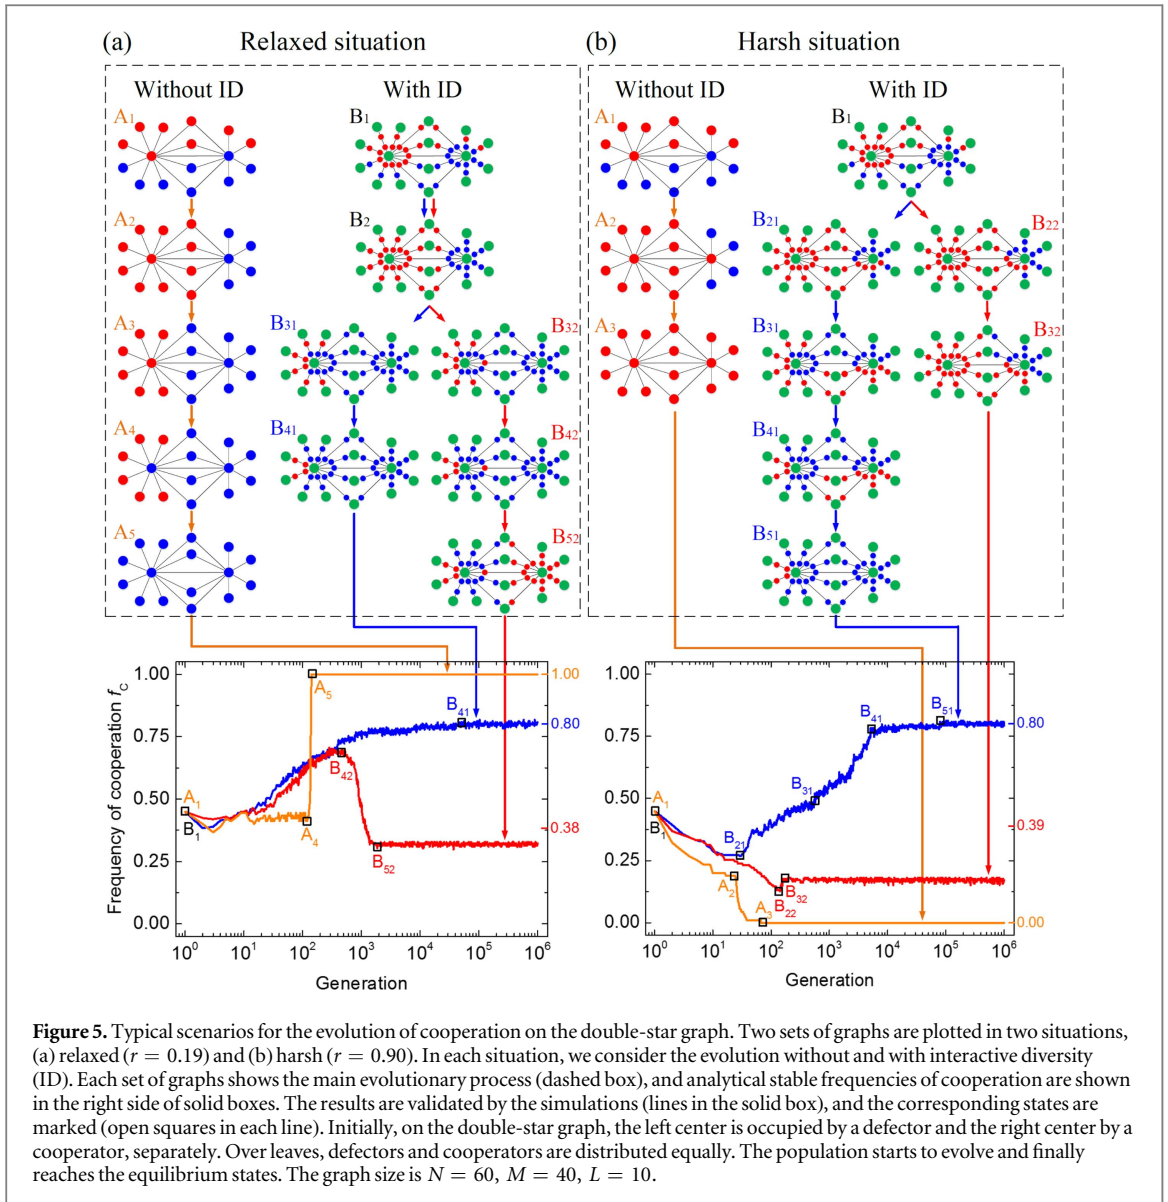 (a) Relaxed situation
Without ID With ID
A1
B1
A2
B2
A3
B31
B32
A4
B41
B42
A5
B52
(b) Harsh situation
Without ID With ID
A1
B1
A2
B21
B22
A3
B31
B32
B41
B51
Frequency of cooperation fC
1.00
0.75
0.50
0.25
0.00
A1
B1
A4
A5
B42
B41
B52
1.00
0.80
0.38
10^0 10^1 10^2 10^3 10^4 10^5 10^6
Generation
1.00
0.75
0.50
0.25
0.00
A1
B1
B21
A2
A3
B22
B32
B31
B41
B51
0.80
0.39
0.00
10^0 10^1 10^2 10^3 10^4 10^5 10^6
Generation
Figure 5. Typical scenarios for the evolution of cooperation on the double-star graph. Two sets of graphs are plotted in two situations,
(a) relaxed (r = 0.19) and (b) harsh (r = 0.90). In each situation, we consider the evolution without and with interactive diversity
(ID). Each set of graphs shows the main evolutionary process (dashed box), and analytical stable frequencies of cooperation are shown
in the right side of solid boxes. The results are validated by the simulations (lines in the solid box), and the corresponding states are
marked (open squares in each line). Initially, on the double-star graph, the left center is occupied by a defector and the right center by a
cooperator, separately. Over leaves, defectors and cooperators are distributed equally. The population starts to evolve and finally
reaches the equilibrium states. The graph size is N = 60, M = 40, L = 10.